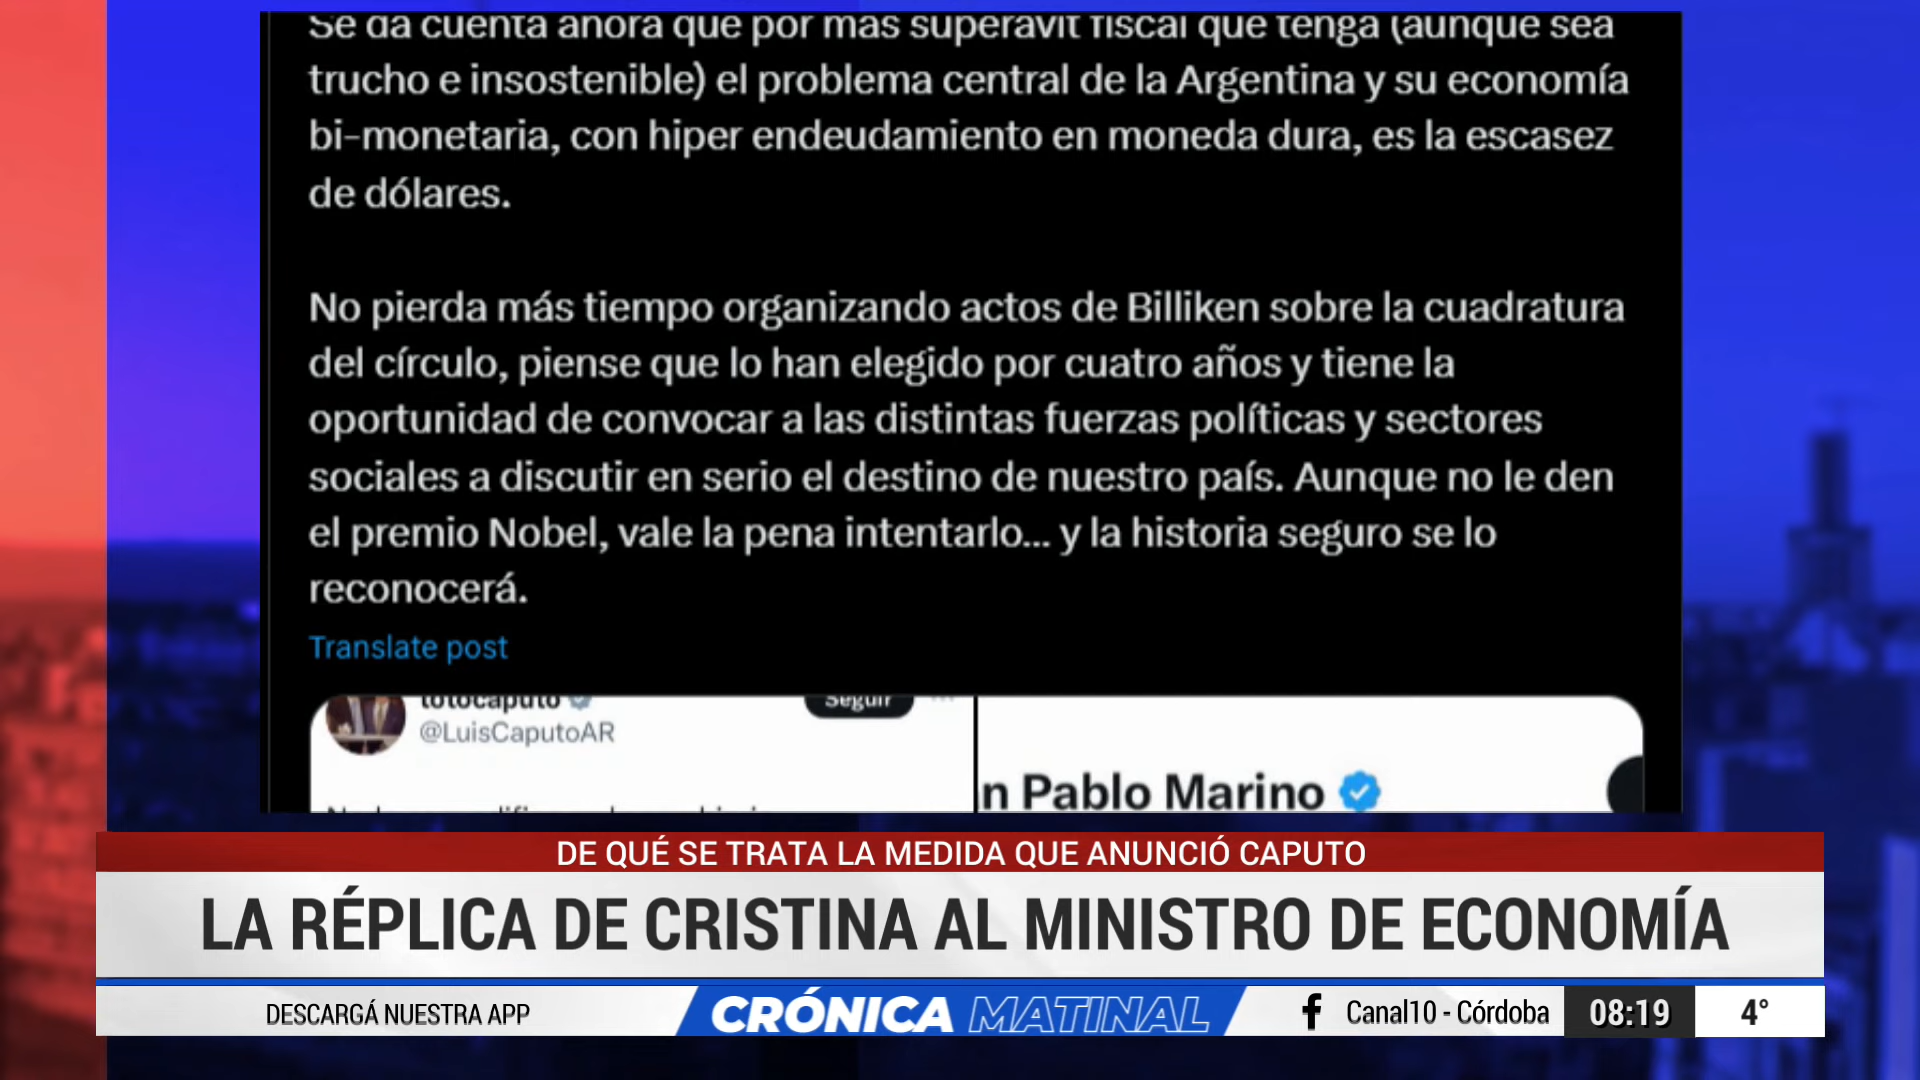 Se da cuenta ahora que por más superávit fiscal que tenga (aunque sea
trucho e insostenible) el problema central de la Argentina y su economía
bi-monetaria, con hiper endeudamiento en moneda dura, es la escasez
de dólares.
No pierda más tiempo organizando actos de Billiken sobre la cuadratura
del círculo, piense que lo han elegido por cuatro años y tiene la
oportunidad de convocar a las distintas fuerzas políticas y sectores
sociales a discutir en serio el destino de nuestro país. Aunque no le den
el premio Nobel, vale la pena intentarlo... y la historia seguro se lo
reconocerá.
Translate post
totocaputo
Seguir
@LuisCaputoAR
n Pablo Marino
DE QUÉ SE TRATA LA MEDIDA QUE ANUNCIÓ CAPUTO
LA RÉPLICA DE CRISTINA AL MINISTRO DE ECONOMÍA
DESCARGÁ NUESTRA APP
CRÓNICA MATINAL
Canal10 - Córdoba
08:19
4°